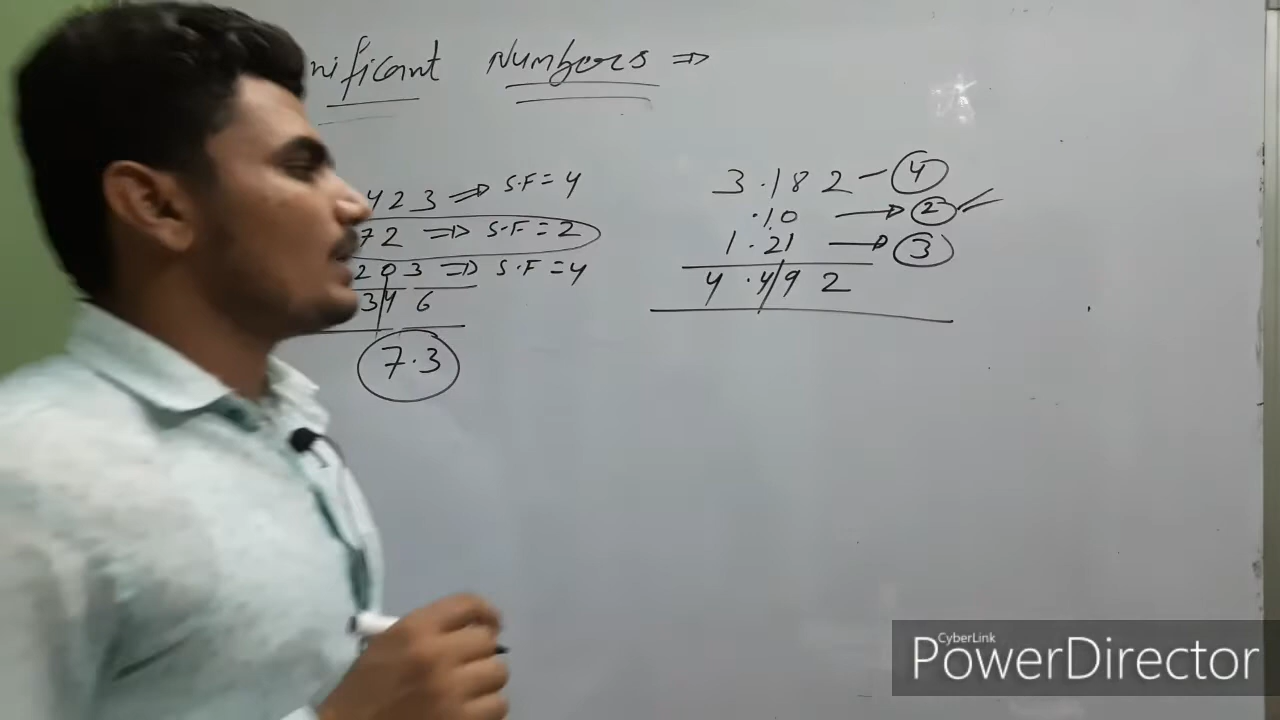 nificant Numbers ⇒
423 ⇒ S.F = 4
72 ⇒ S.F = 2
203 ⇒ S.F = 4
346
7.3
3.182 - 4
.10 → 2
1.21 → 3
4.492
CyberLink
PowerDirector